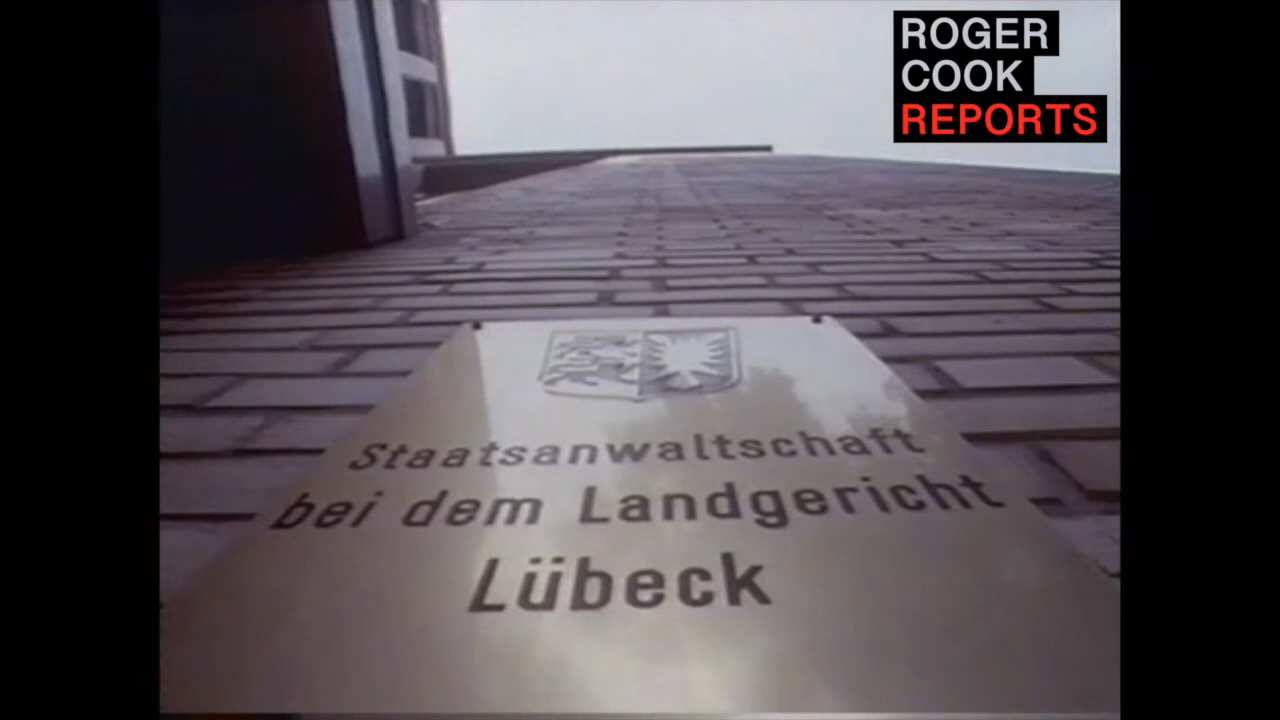 ROGER
COOK
REPORTS
Staatsanwaltschaft
bei dem Landgericht
Lübeck